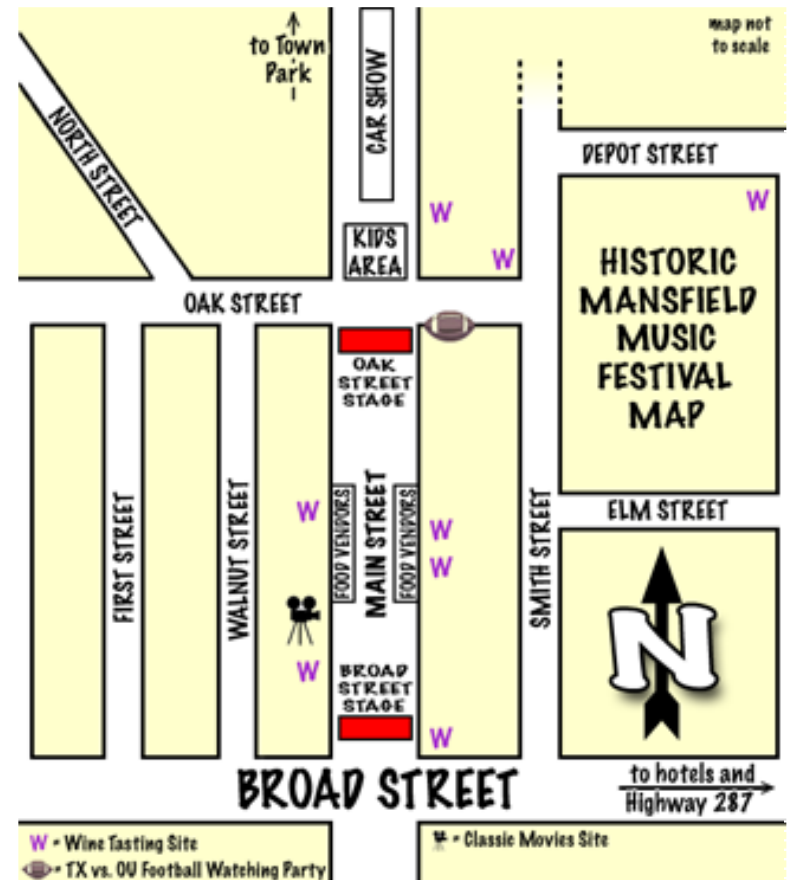 to Town
Park
CAR SHOW
map not
to scale
NORTH STREET
DEPOT STREET
W
W
W
KIDS
AREA
HISTORIC
MANSFIELD
MUSIC
FESTIVAL
MAP
OAK STREET
OAK
STREET
STAGE
FIRST STREET
WALNUT STREET
W
FOOD VENDORS
MAIN STREET
FOOD VENDORS
W
W
SMITH STREET
ELM STREET
N
W
BROAD
STREET
STAGE
W
BROAD STREET
to hotels and
Highway 287
W - Wine Tasting Site
- TX vs. OU Football Watching Party
- Classic Movies Site